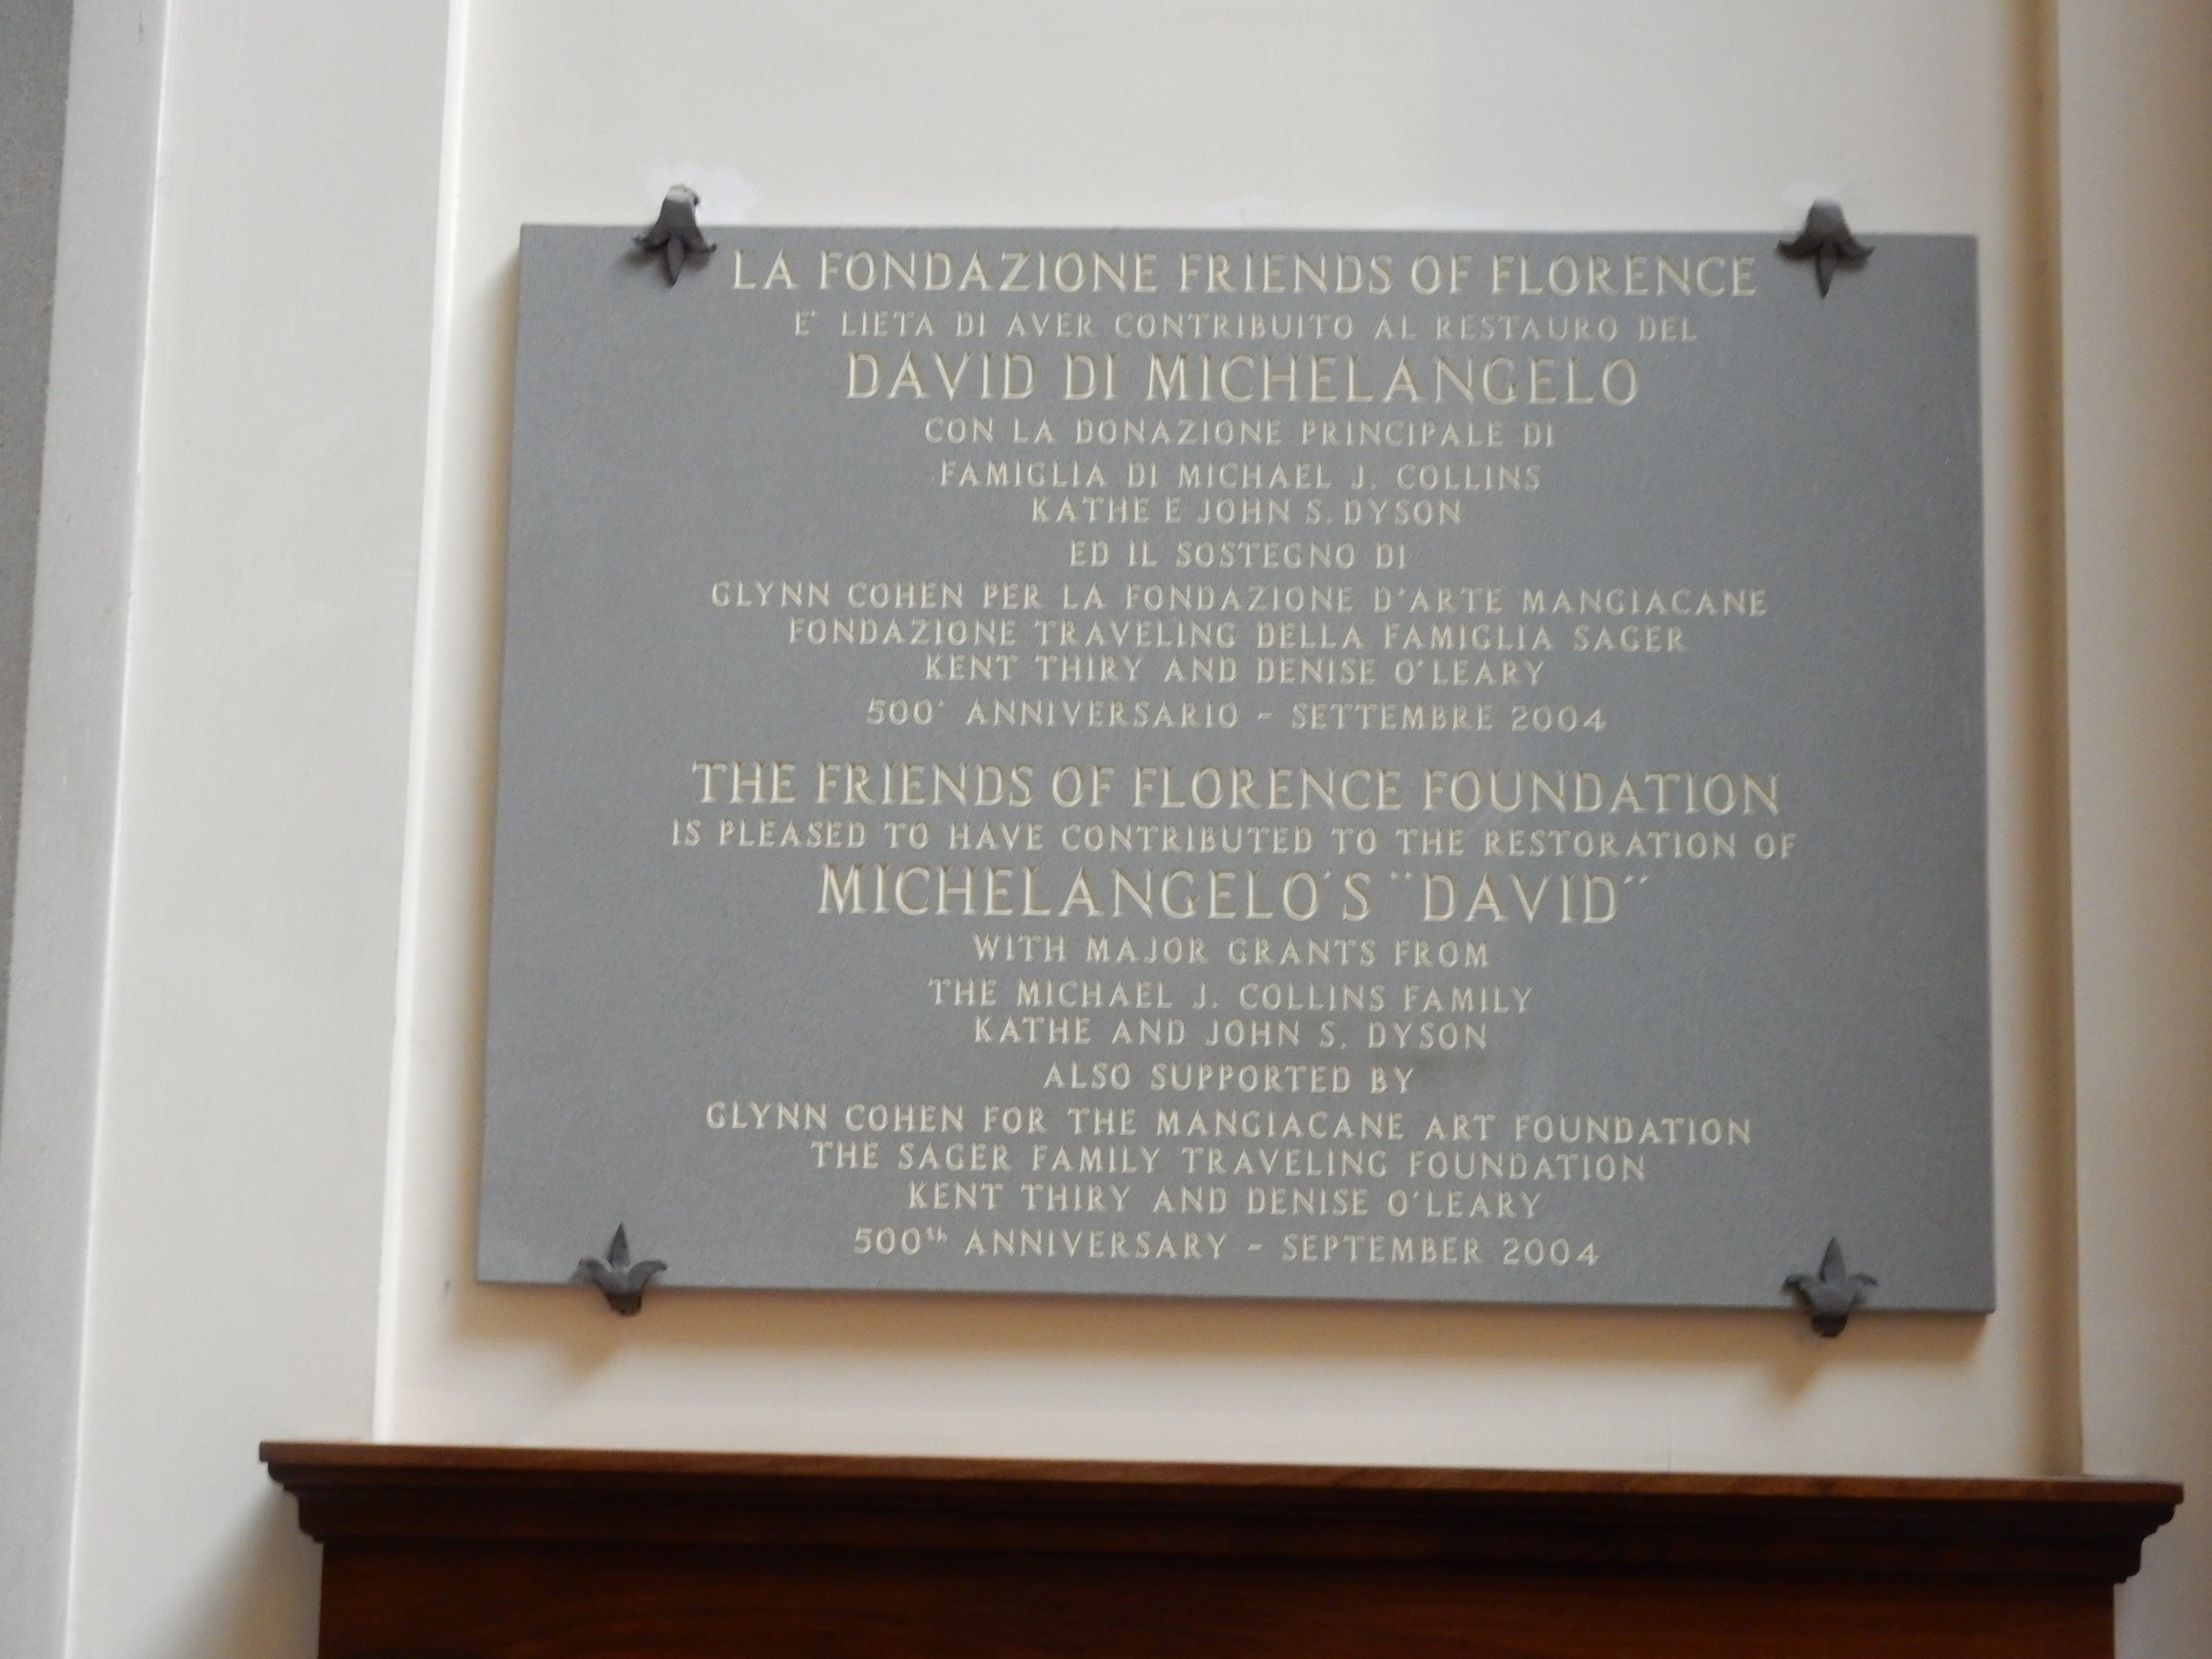 LA FONDAZIONE FRIENDS OF FLORENCE
E' LIETA DI AVER CONTRIBUITO AL RESTAURO DEL
DAVID DI MICHELANGELO
CON LA DONAZIONE PRINCIPALE DI
FAMIGLIA DI MICHAEL J. COLLINS
KATHE E JOHN S. DYSON
ED IL SOSTEGNO DI
GLYNN COHEN PER LA FONDAZIONE D'ARTE MANGIACANE
FONDAZIONE TRAVELING DELLA FAMIGLIA SAGER
KENT THIRY AND DENISE O'LEARY
500° ANNIVERSARIO - SETTEMBRE 2004
THE FRIENDS OF FLORENCE FOUNDATION
IS PLEASED TO HAVE CONTRIBUTED TO THE RESTORATION OF
MICHELANGELO'S "DAVID"
WITH MAJOR GRANTS FROM
THE MICHAEL J. COLLINS FAMILY
KATHE AND JOHN S. DYSON
ALSO SUPPORTED BY
GLYNN COHEN FOR THE MANGIACANE ART FOUNDATION
THE SAGER FAMILY TRAVELING FOUNDATION
KENT THIRY AND DENISE O'LEARY
500th ANNIVERSARY - SEPTEMBER 2004